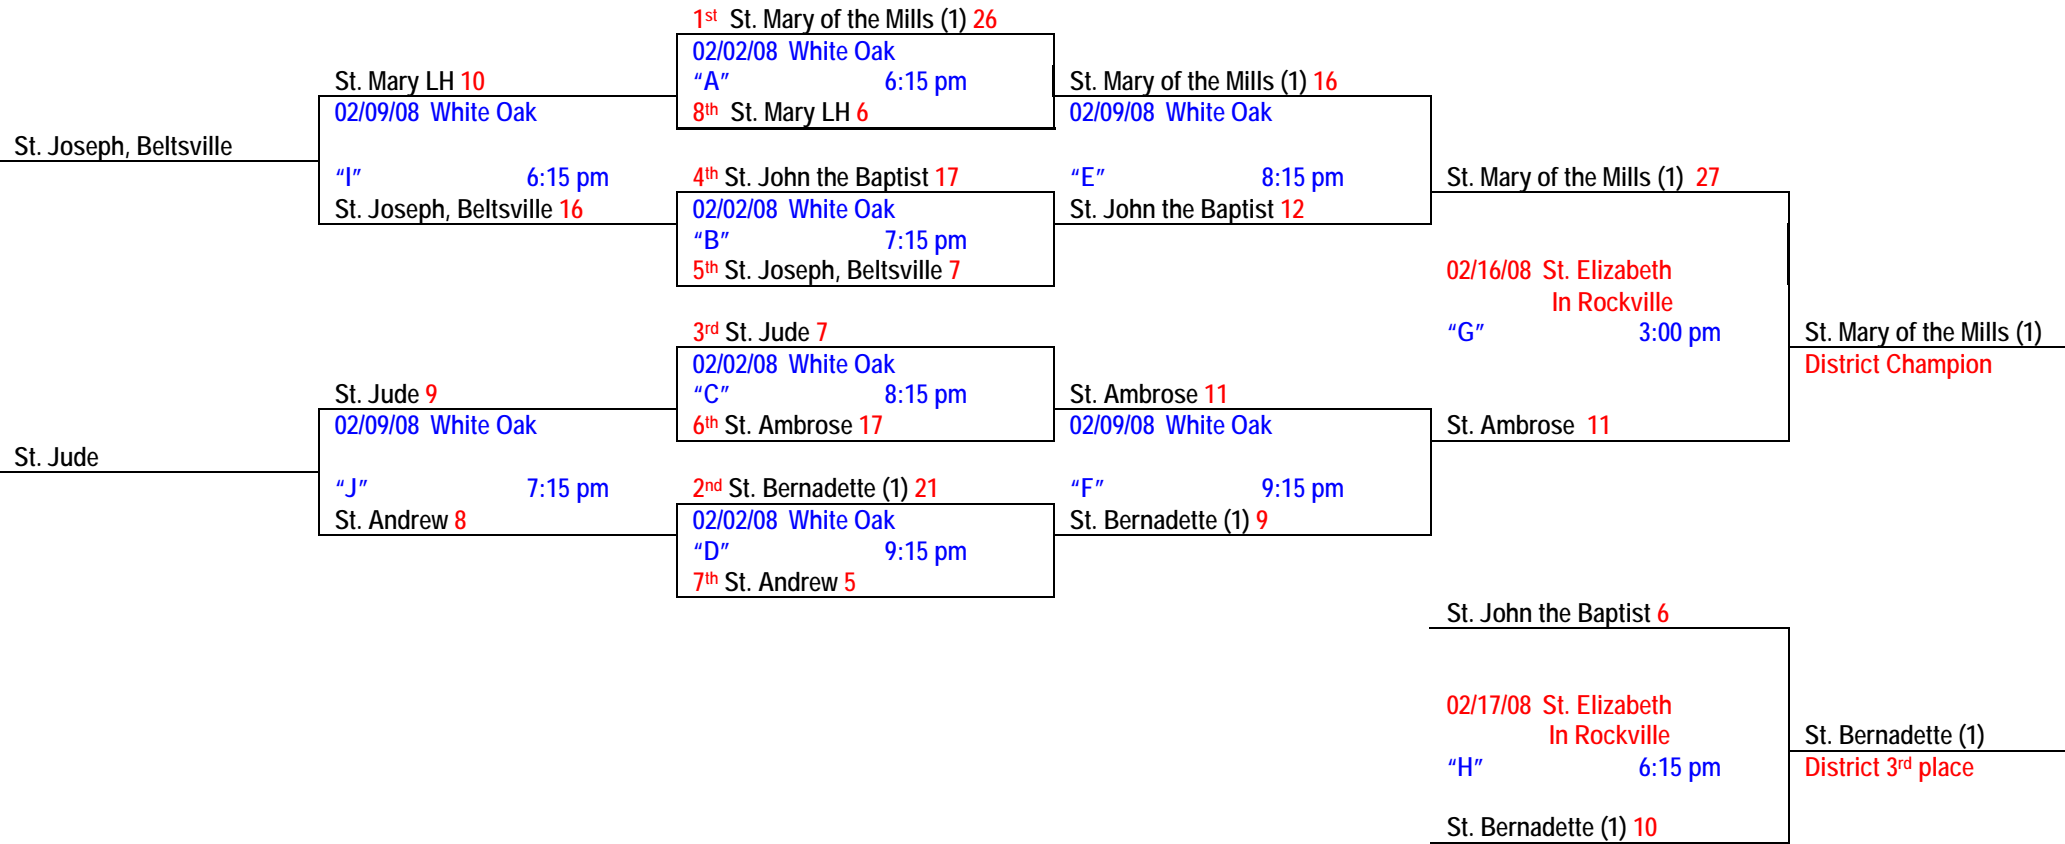 1st St. Mary of the Mills (1) 26
02/02/08 White Oak
St. Mary LH 10
“A” 6:15 pm
St. Mary of the Mills (1) 16
02/09/08 White Oak
8th St. Mary LH 6
02/09/08 White Oak
St. Joseph, Beltsville
“I” 6:15 pm
4th St. John the Baptist 17
“E” 8:15 pm
St. Mary of the Mills (1) 27
St. Joseph, Beltsville 16
02/02/08 White Oak
St. John the Baptist 12
“B” 7:15 pm
5th St. Joseph, Beltsville 7
02/16/08 St. Elizabeth
In Rockville
3rd St. Jude 7
“G” 3:00 pm
St. Mary of the Mills (1)
02/02/08 White Oak
District Champion
St. Jude 9
“C” 8:15 pm
St. Ambrose 11
02/09/08 White Oak
6th St. Ambrose 17
02/09/08 White Oak
St. Ambrose 11
St. Jude
“J” 7:15 pm
2nd St. Bernadette (1) 21
“F” 9:15 pm
St. Andrew 8
02/02/08 White Oak
St. Bernadette (1) 9
“D” 9:15 pm
7th St. Andrew 5
St. John the Baptist 6
02/17/08 St. Elizabeth
In Rockville
St. Bernadette (1)
“H” 6:15 pm
District 3rd place
St. Bernadette (1) 10